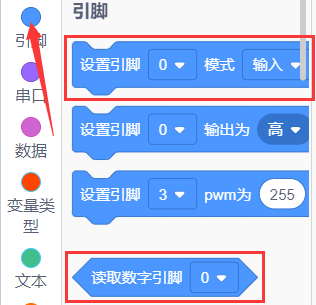 引脚
引脚
设置引脚 0 模式 输入
串口
设置引脚 0 输出为 高
数据
设置引脚 3 pwm为 255
变量类
型
文本
读取数字引脚 0